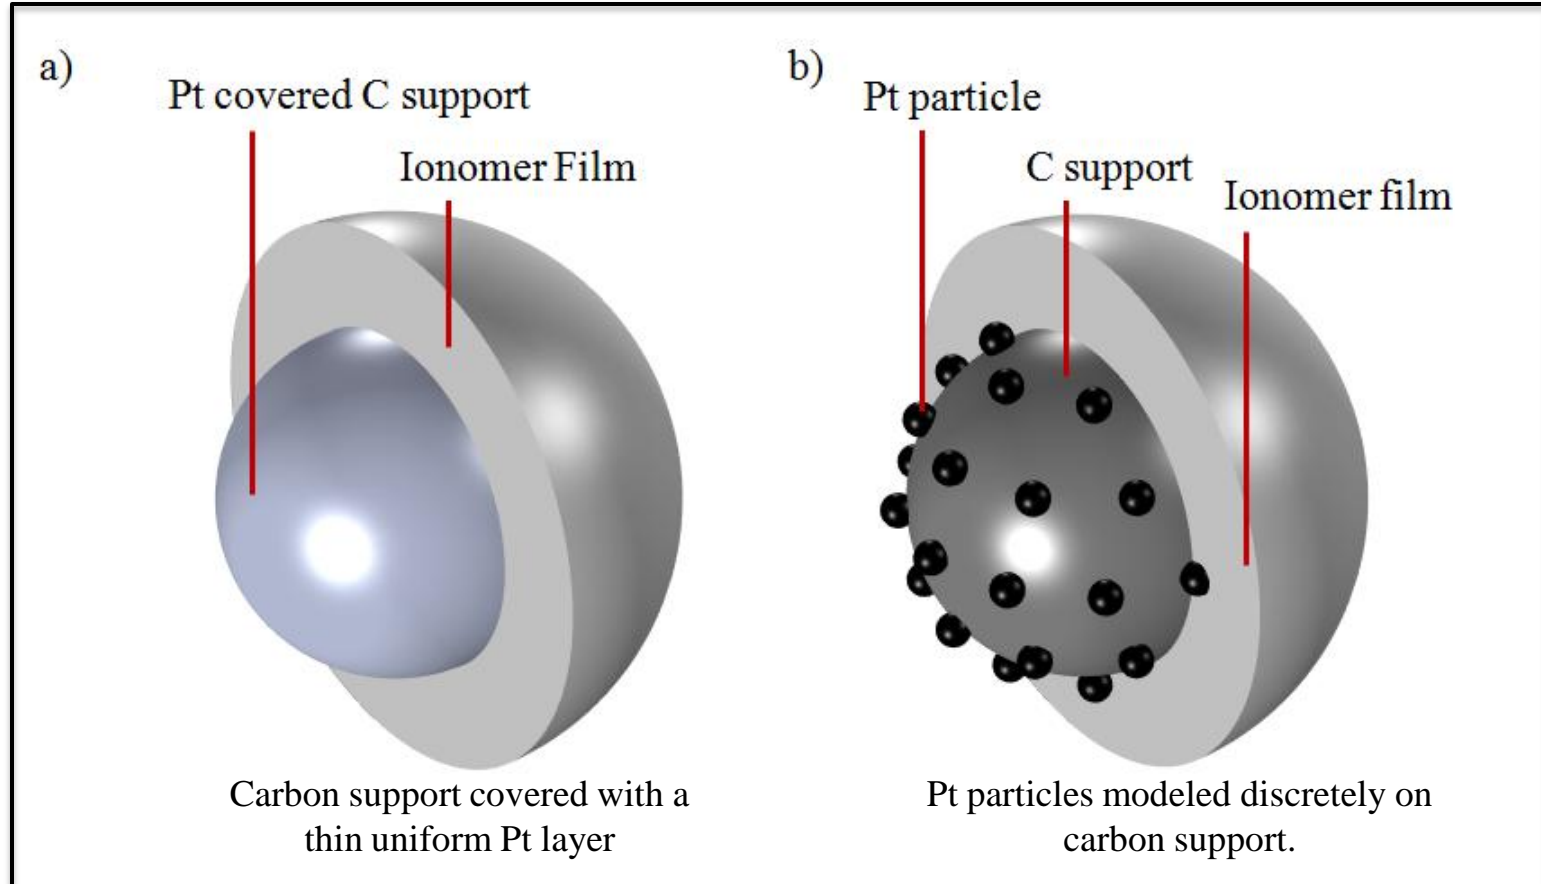 a)
Pt covered C support
Ionomer Film
Carbon support covered with a
thin uniform Pt layer
b)
Pt particle
C support
Ionomer film
Pt particles modeled discretely on
carbon support.